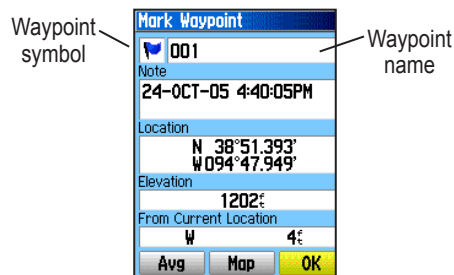 Mark Waypoint
Waypoint symbol
001
Waypoint name
Note
24-OCT-05 4:40:05PM
Location
N 38°51.393'
W094°47.949'
Elevation
1202ft
From Current Location
W 4ft
Avg Map OK